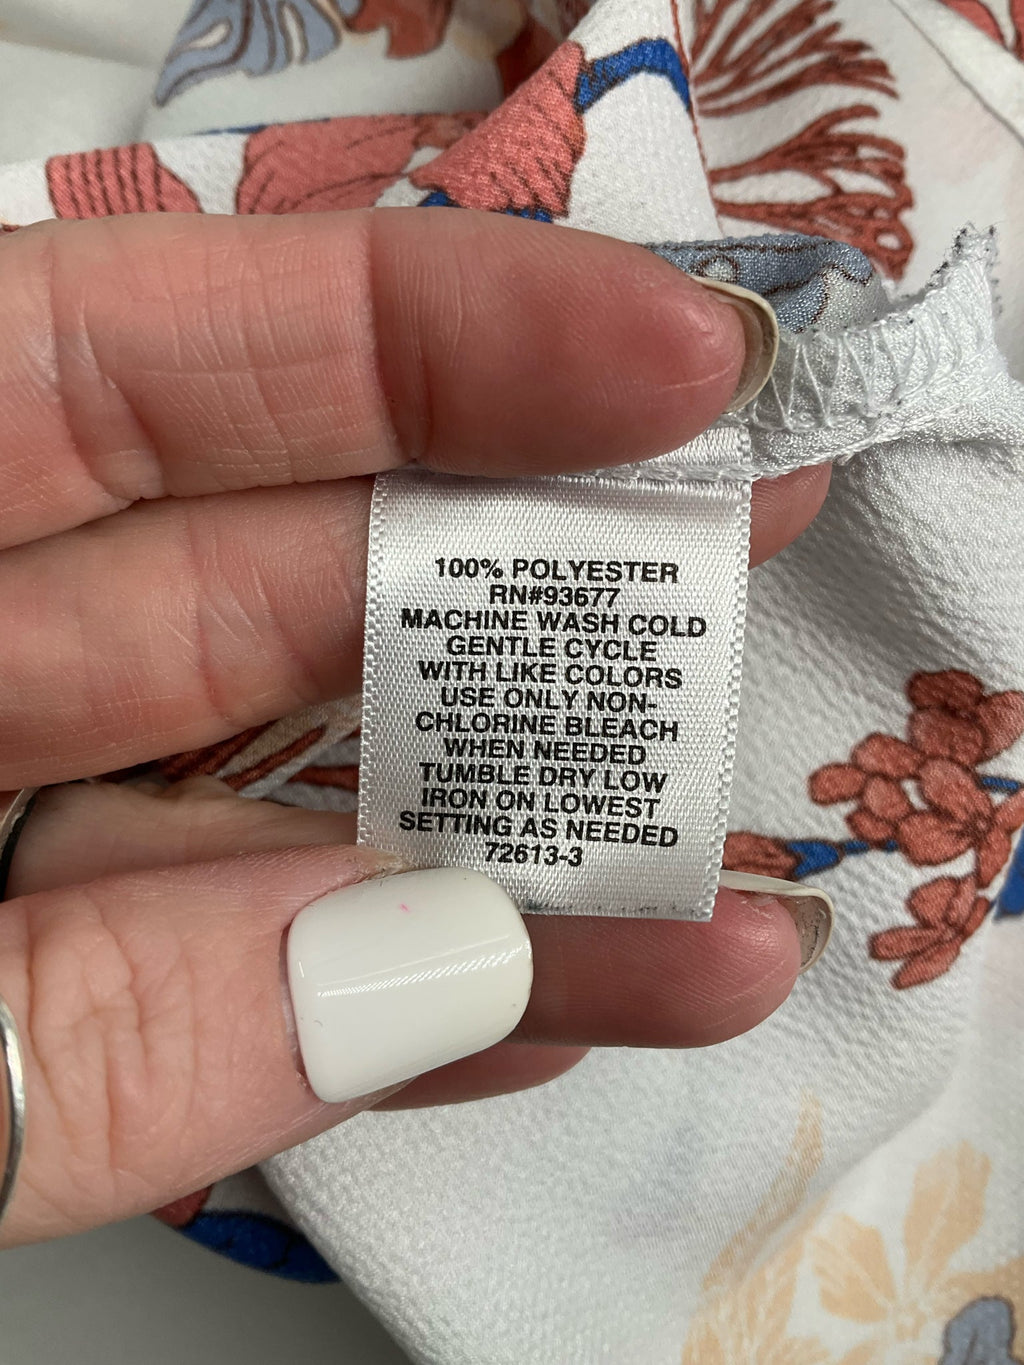 100% POLYESTER
RN#93677
MACHINE WASH COLD
GENTLE CYCLE
WITH LIKE COLORS
USE ONLY NON-
CHLORINE BLEACH
WHEN NEEDED
TUMBLE DRY LOW
IRON ON LOWEST
SETTING AS NEEDED
72613-3